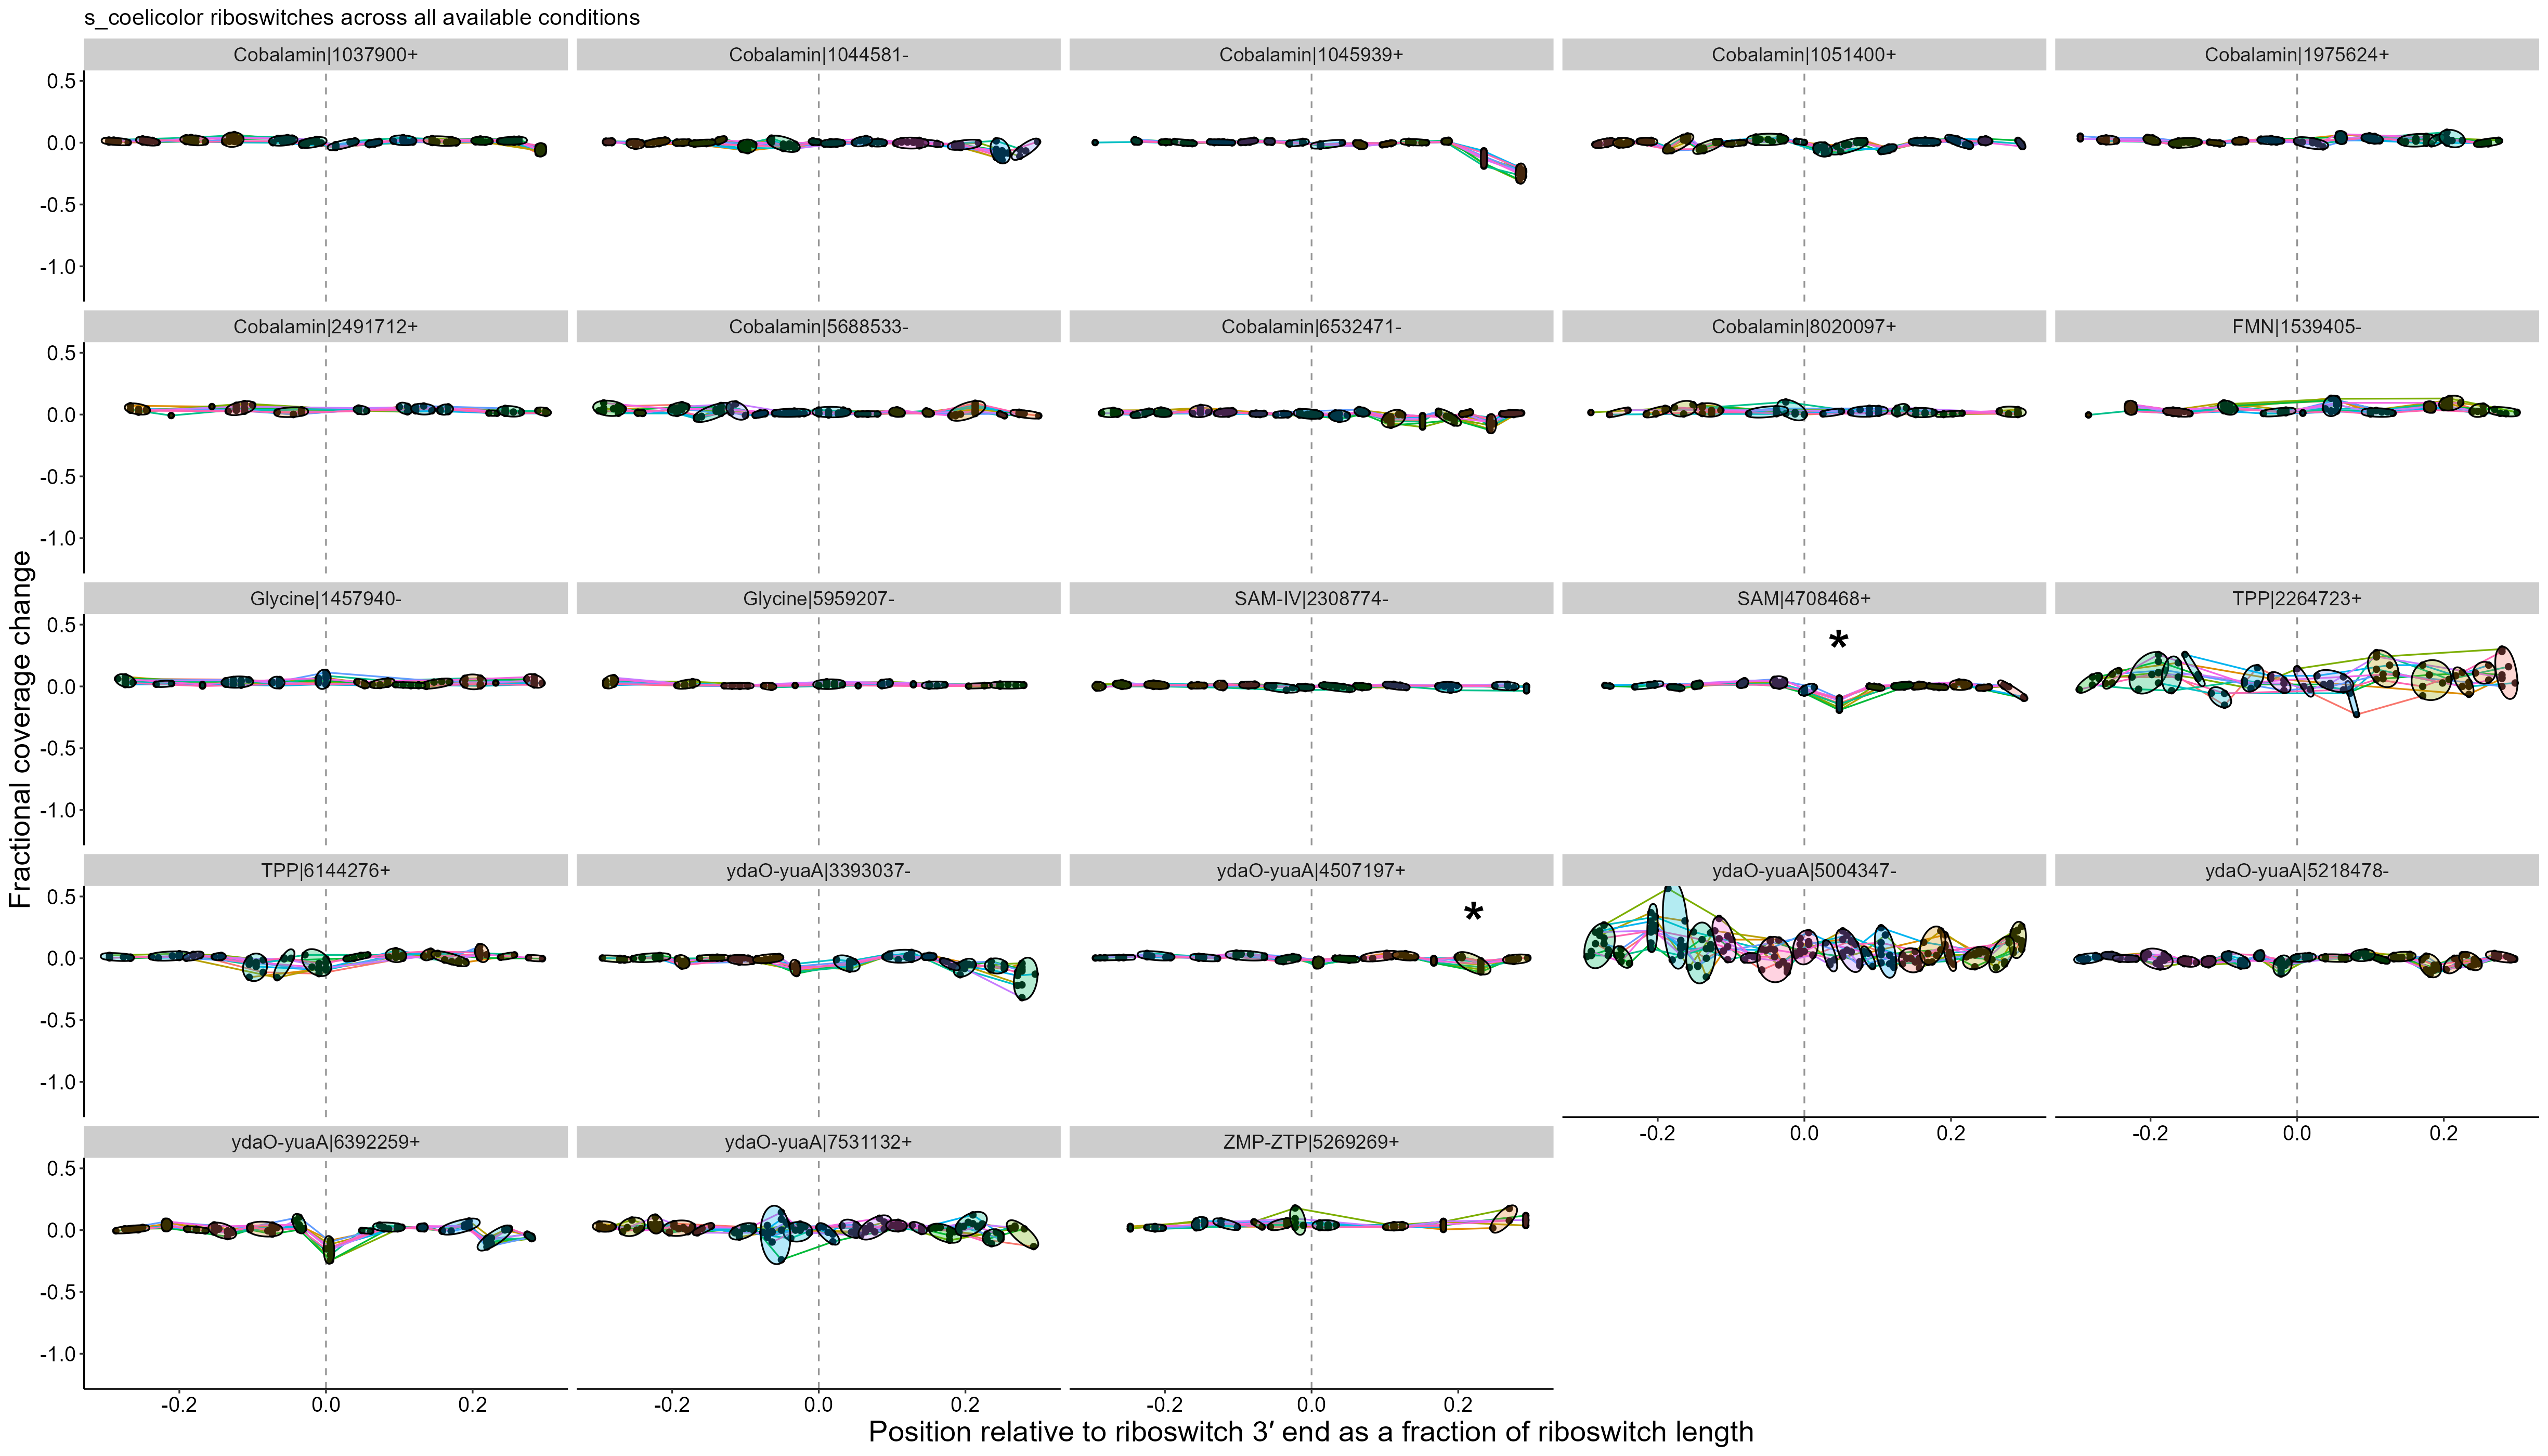 s_coelicolor riboswitches across all available conditions
Cobalamin|1037900+
Cobalamin|1044581-
Cobalamin|1045939+
Cobalamin|1051400+
Cobalamin|1975624+
0.5
0.0
-0.5
-1.0
Cobalamin|2491712+
Cobalamin|5688533-
Cobalamin|6532471-
Cobalamin|8020097+
FMN|1539405-
0.5
0.0
-0.5
-1.0
Glycine|1457940-
Glycine|5959207-
SAM-IV|2308774-
SAM|4708468+
TPP|2264723+
0.5
0.0
-0.5
-1.0
*
TPP|6144276+
ydaO-yuaA|3393037-
ydaO-yuaA|4507197+
ydaO-yuaA|5004347-
ydaO-yuaA|5218478-
0.5
0.0
-0.5
-1.0
*
-0.2 0.0 0.2
-0.2 0.0 0.2
ydaO-yuaA|6392259+
ydaO-yuaA|7531132+
ZMP-ZTP|5269269+
0.5
0.0
-0.5
-1.0
-0.2 0.0 0.2
-0.2 0.0 0.2
-0.2 0.0 0.2
Fractional coverage change
Position relative to riboswitch 3′ end as a fraction of riboswitch length